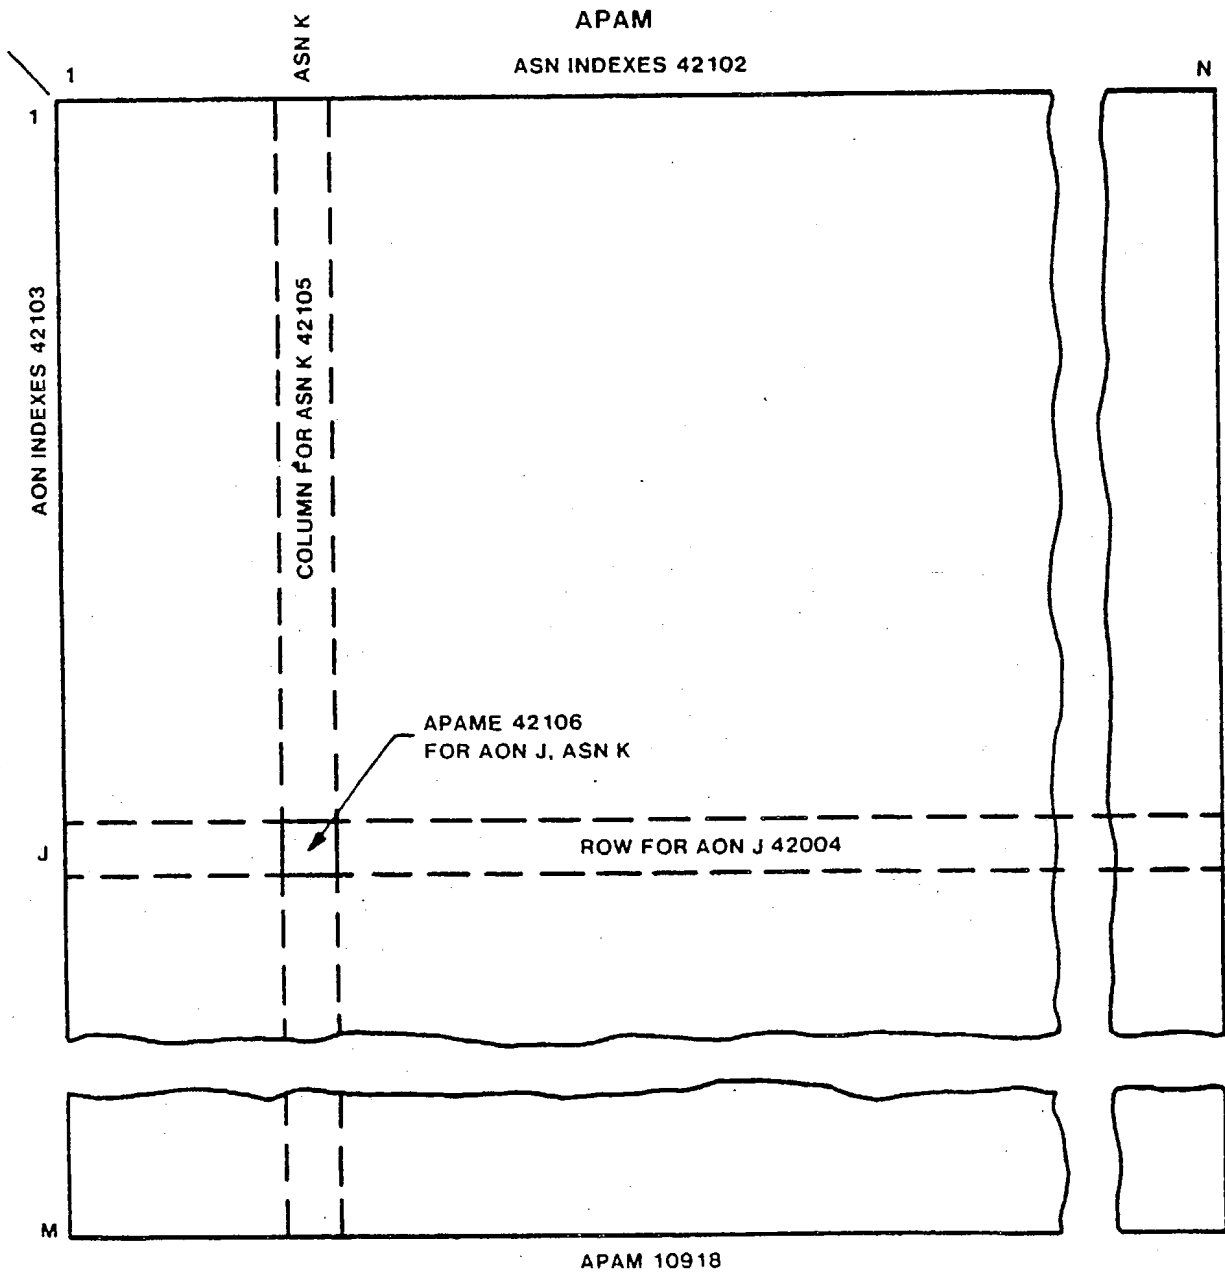 APAM
ASN K
ASN INDEXES 42102
1
N
1
AON INDEXES 42103
COLUMN FOR ASN K 42105
APAME 42106
FOR AON J, ASN K
J
ROW FOR AON J 42004
M
APAM 10918